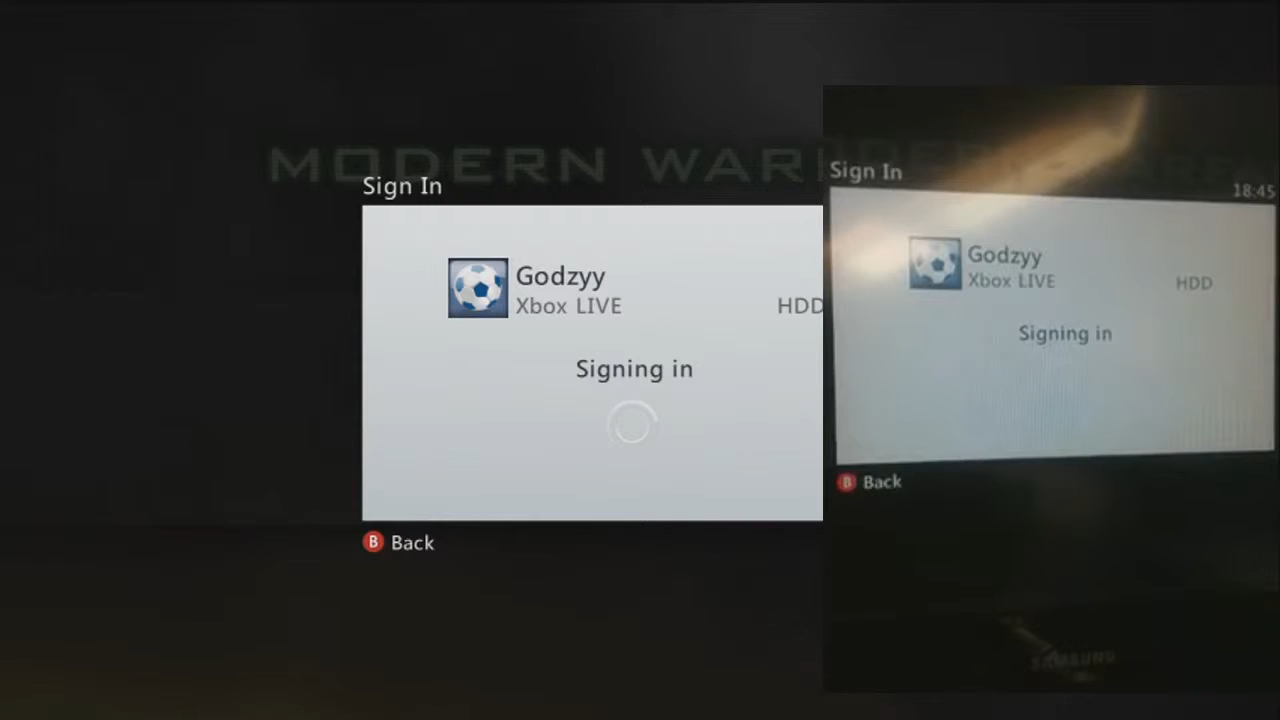 MODERN WAR
Sign In
Godzyy
Xbox LIVE
HDD
Signing in
B Back
Sign In
18:45
Godzyy
Xbox LIVE
HDD
Signing in
B Back
SAMSUNG